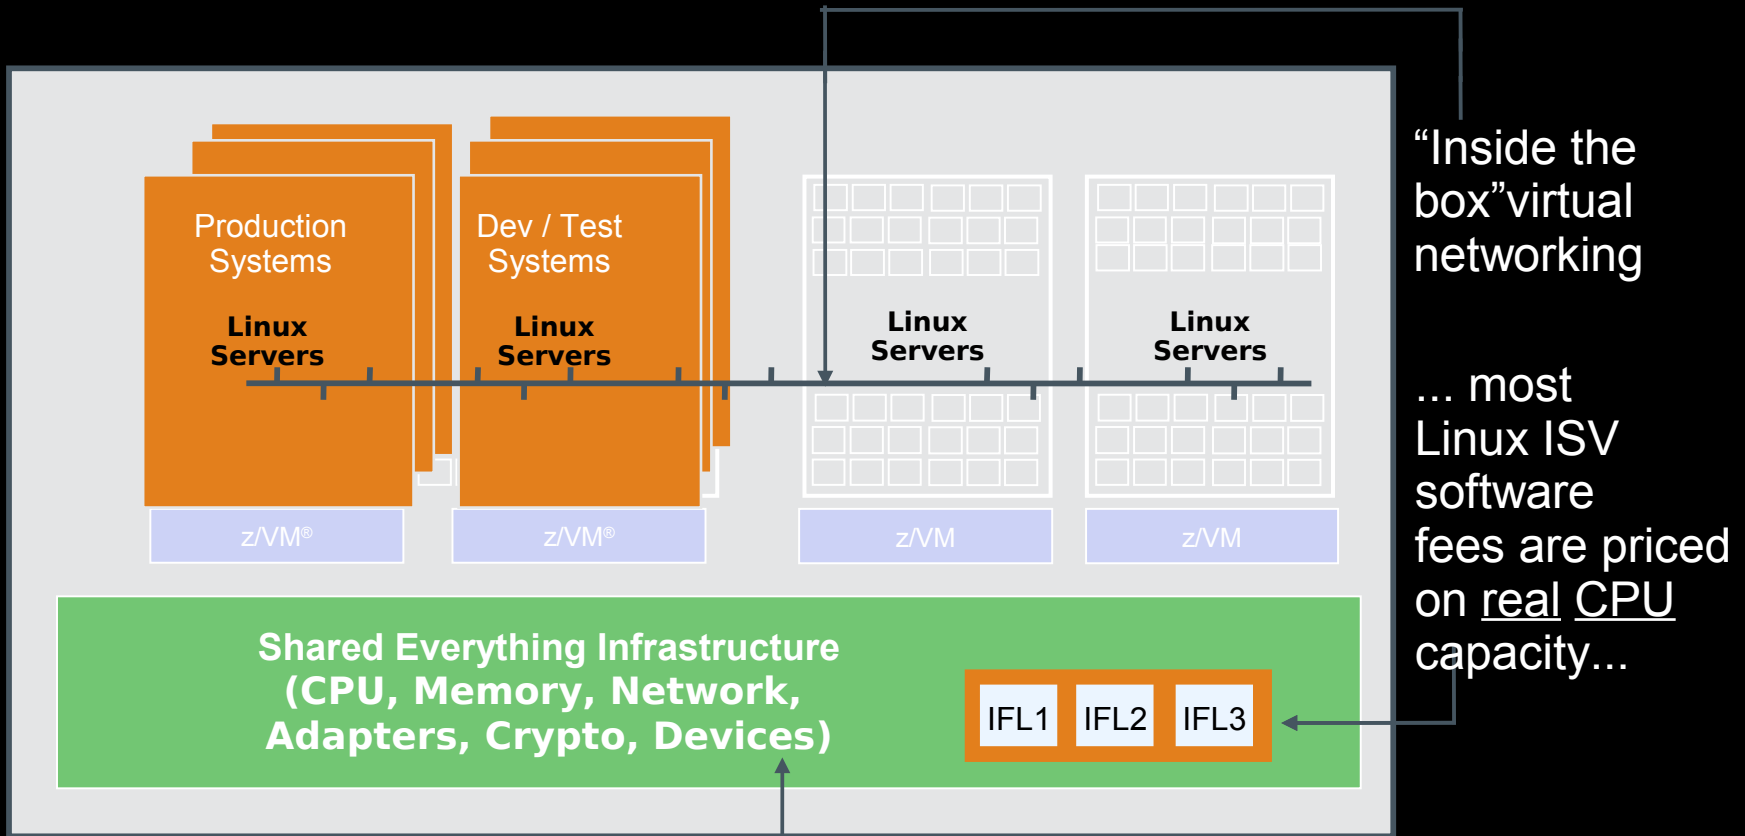 Production
Systems
Linux
Servers
Dev / Test
Systems
Linux
Servers
Linux
Servers
Linux
Servers
z/VM®
z/VM®
z/VM
z/VM
Shared Everything Infrastructure
(CPU, Memory, Network,
Adapters, Crypto, Devices)
IFL1
IFL2
IFL3
“Inside the
box”virtual
networking
... most
Linux ISV
software
fees are priced
on real CPU
capacity...